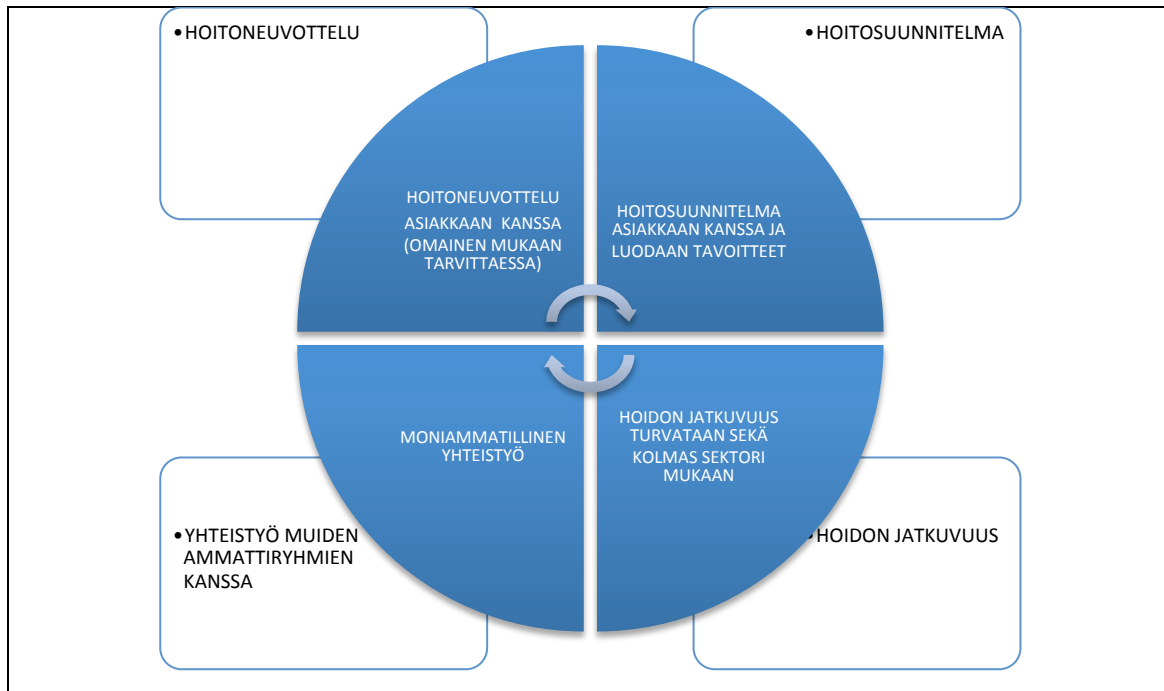 •HOITONEUVOTTELU
•HOITOSUUNNITELMA
HOITONEUVOTTELU
ASIAKKAAN KANSSA
(OMAINEN MUKAAN
TARVITTAESSA)
HOITOSUUNNITELMA
ASIAKKAAN KANSSA JA
LUODAAN TAVOITTEET
MONIAMMATILLINEN
YHTEISTYÖ
HOIDON JATKUVUUS
TURVATAAN SEKÄ
KOLMAS SEKTORI
MUKAAN
•YHTEISTYÖ MUIDEN
AMMATTIRYHMIEN
KANSSA
•HOIDON JATKUVUUS